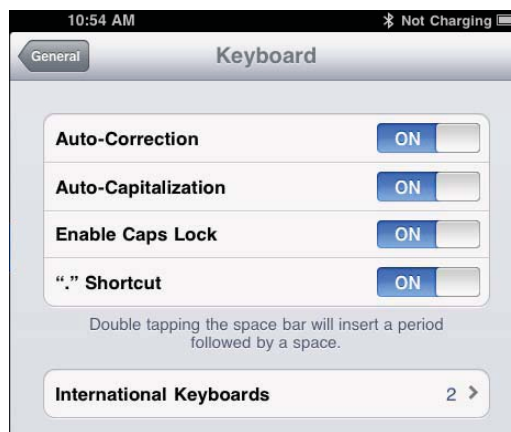 10:54 AM Not Charging
General Keyboard
Auto-Correction ON
Auto-Capitalization ON
Enable Caps Lock ON
“.” Shortcut ON
Double tapping the space bar will insert a period
followed by a space.
International Keyboards 2